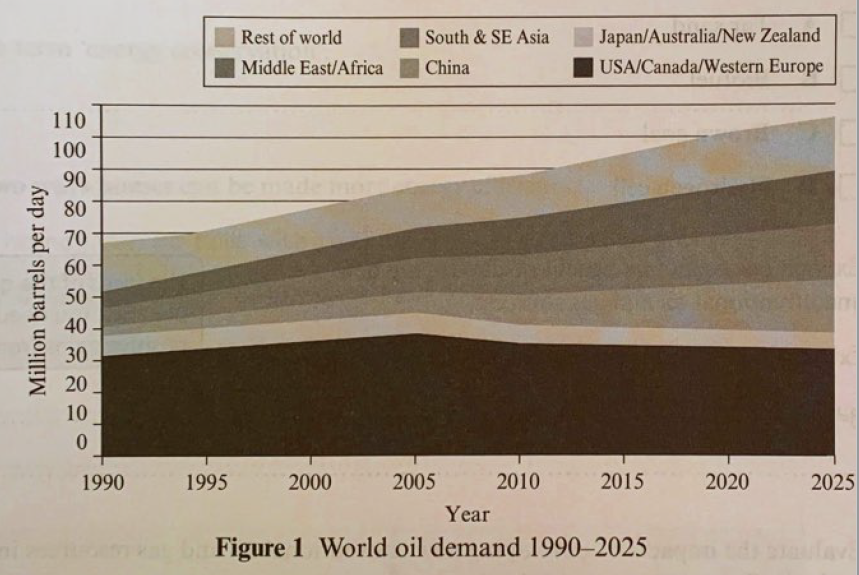 Rest of world
South & SE Asia
Japan/Australia/New Zealand
Middle East/Africa
China
USA/Canada/Western Europe
Million barrels per day
110
100
90
80
70
60
50
40
30
20
10
0
1990 1995 2000 2005 2010 2015 2020 2025
Year
Figure 1 World oil demand 1990–2025